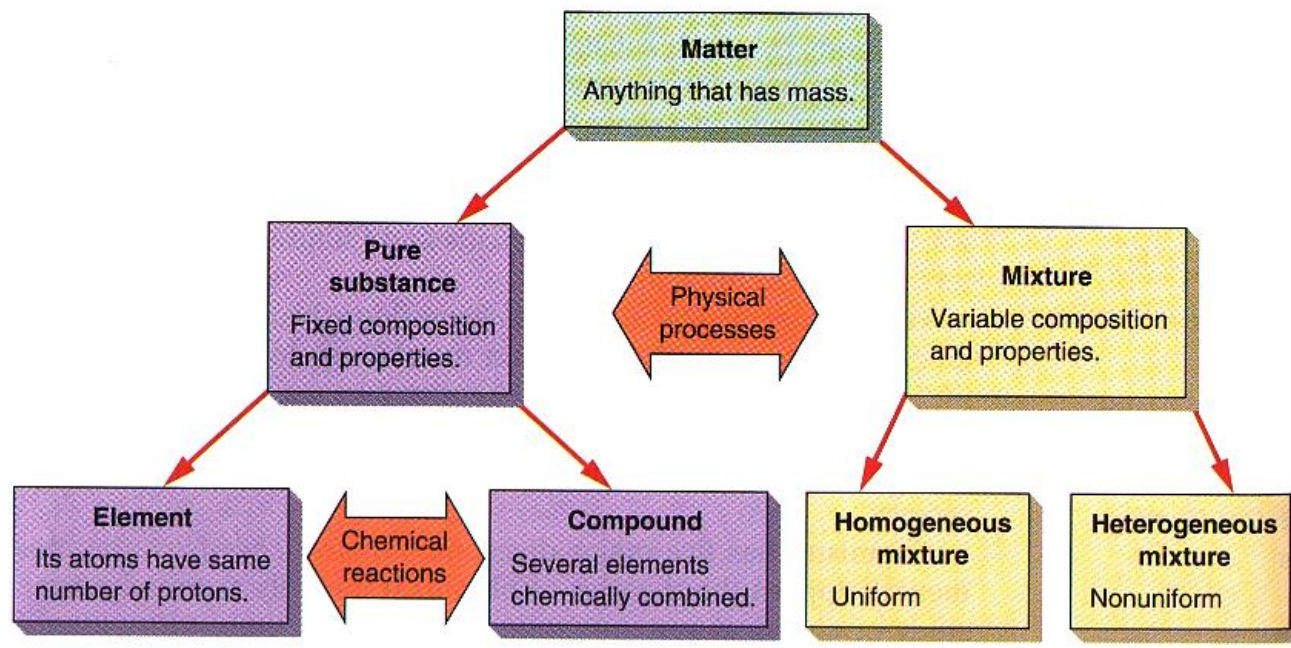 Matter
Anything that has mass.
Pure
substance
Fixed composition
and properties.
Physical
processes
Mixture
Variable composition
and properties.
Element
Its atoms have same
number of protons.
Chemical
reactions
Compound
Several elements
chemically combined.
Homogeneous
mixture
Uniform
Heterogeneous
mixture
Nonuniform